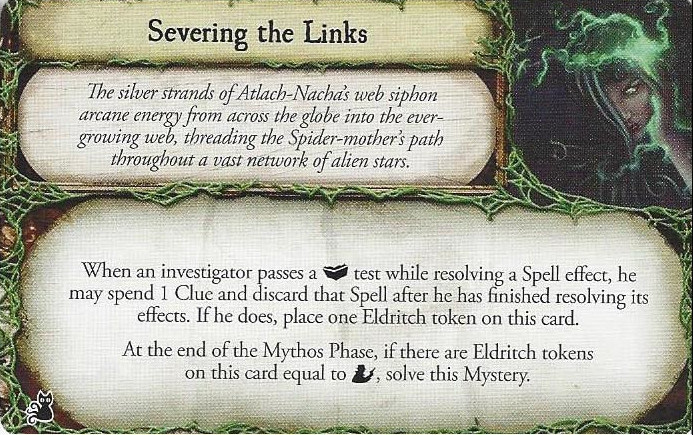 Severing the Links
The silver strands of Atlach-Nacha's web siphon
arcane energy from across the globe into the ever-
growing web, threading the Spider-mother's path
throughout a vast network of alien stars.
When an investigator passes a test while resolving a Spell effect, he
may spend 1 Clue and discard that Spell after he has finished resolving its
effects. If he does, place one Eldritch token on this card.
At the end of the Mythos Phase, if there are Eldritch tokens
on this card equal to , solve this Mystery.